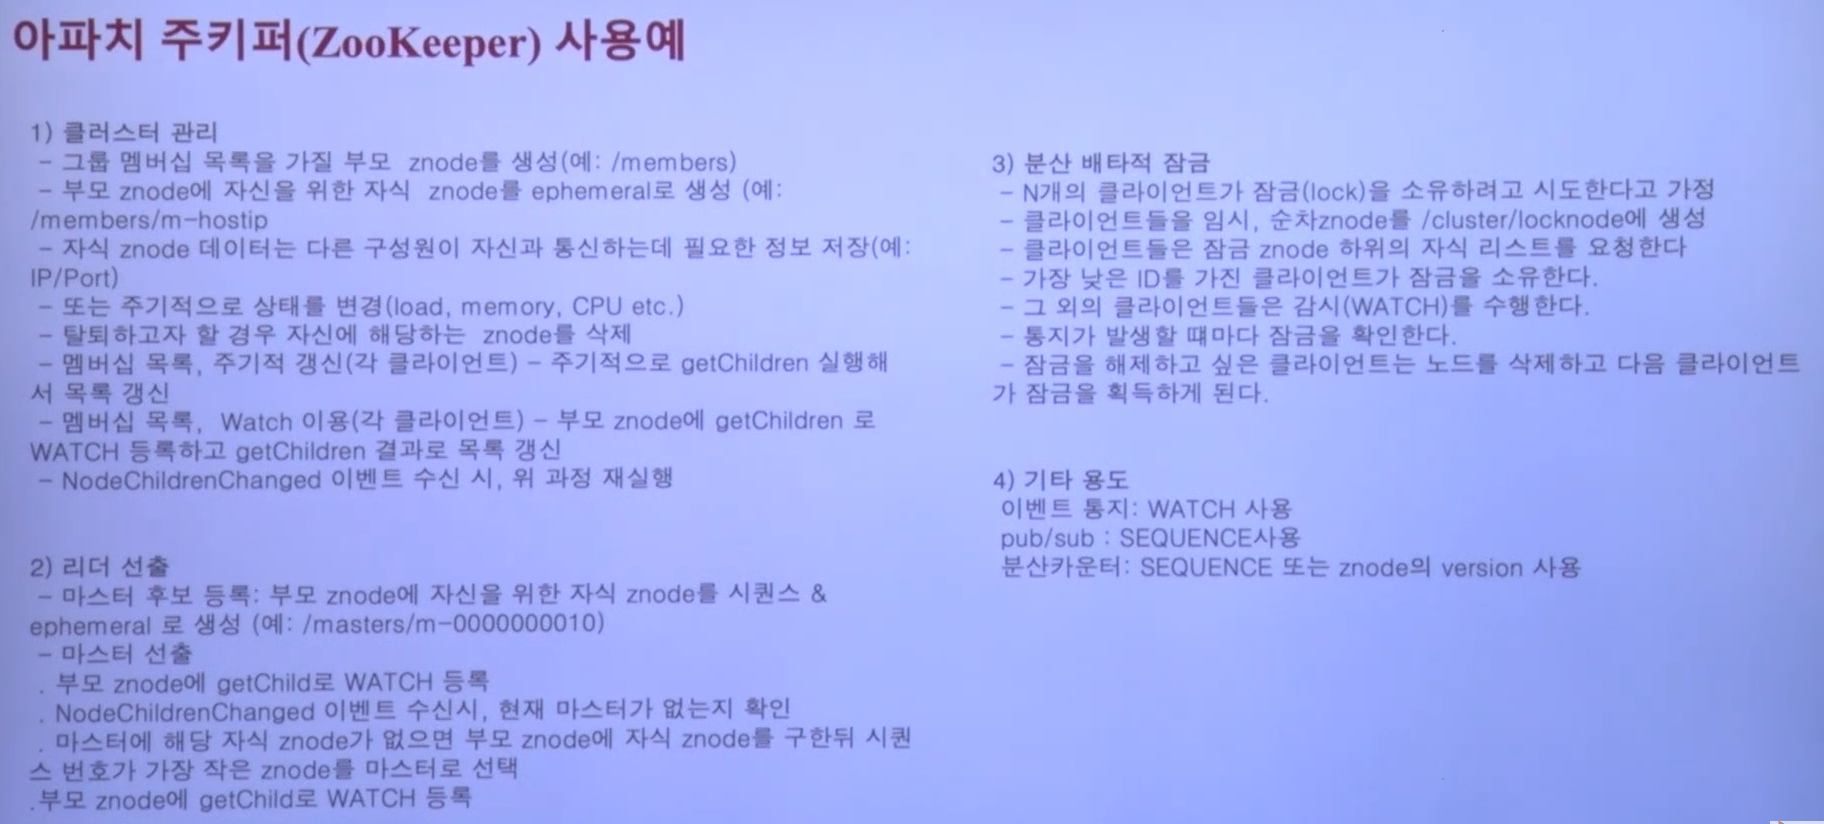 아파치 주키퍼(ZooKeeper) 사용예
1) 클러스터 관리
- 그룹 멤버십 목록을 가질 부모 znode를 생성(예: /members)
- 부모 znode에 자신을 위한 자식 znode를 ephemeral로 생성 (예:
/members/m-hostip
- 자식 znode 데이터는 다른 구성원이 자신과 통신하는데 필요한 정보 저장(예:
IP/Port)
- 또는 주기적으로 상태를 변경(load, memory, CPU etc.)
- 탈퇴하고자 할 경우 자신에 해당하는 znode를 삭제
- 멤버십 목록, 주기적 갱신(각 클라이언트) - 주기적으로 getChildren 실행해
서 목록 갱신
- 멤버십 목록, Watch 이용(각 클라이언트) - 부모 znode에 getChildren 로
WATCH 등록하고 getChildren 결과로 목록 갱신
- NodeChildrenChanged 이벤트 수신 시, 위 과정 재실행
2) 리더 선출
- 마스터 후보 등록: 부모 znode에 자신을 위한 자식 znode를 시퀀스 &
ephemeral 로 생성 (예: /masters/m-0000000010)
- 마스터 선출
. 부모 znode에 getChild로 WATCH 등록
. NodeChildrenChanged 이벤트 수신시, 현재 마스터가 없는지 확인
. 마스터에 해당 자식 znode가 없으면 부모 znode에 자식 znode를 구한뒤 시퀀
스 번호가 가장 작은 znode를 마스터로 선택
.부모 znode에 getChild로 WATCH 등록
3) 분산 배타적 잠금
- N개의 클라이언트가 잠금(lock)을 소유하려고 시도한다고 가정
- 클라이언트들을 임시, 순차znode를 /cluster/locknode에 생성
- 클라이언트들은 잠금 znode 하위의 자식 리스트를 요청한다
- 가장 낮은 ID를 가진 클라이언트가 잠금을 소유한다.
- 그 외의 클라이언트들은 감시(WATCH)를 수행한다.
- 통지가 발생할 떄마다 잠금을 확인한다.
- 잠금을 해제하고 싶은 클라이언트는 노드를 삭제하고 다음 클라이언트
가 잠금을 획득하게 된다.
4) 기타 용도
이벤트 통지: WATCH 사용
pub/sub : SEQUENCE사용
분산카운터: SEQUENCE 또는 znode의 version 사용